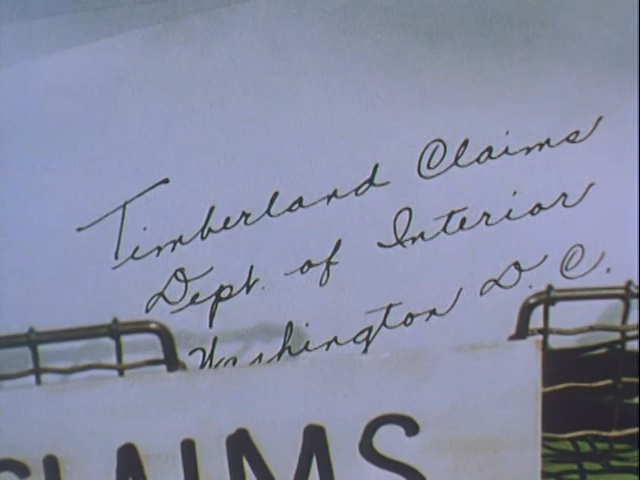 Timberland Claims
Dept. of Interior
Washington D. C.
CLAIMS